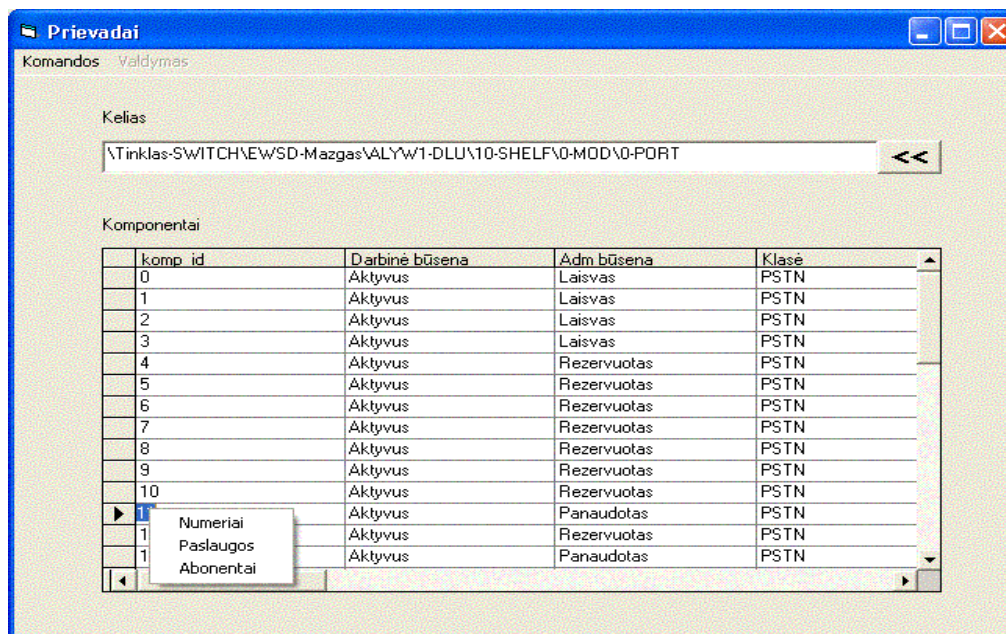 Prievadai
Komandos Valdymas
Kelias
\Tinklas-SWITCH\EWSD-Mazgas\ALYW1-DLU\10-SHELF\0-MOD\0-PORT <<
Komponentai
komp_id Darbinė būsena Adm būsena Klasė
0 Aktyvus Laisvas PSTN
1 Aktyvus Laisvas PSTN
2 Aktyvus Laisvas PSTN
3 Aktyvus Laisvas PSTN
4 Aktyvus Rezervuotas PSTN
5 Aktyvus Rezervuotas PSTN
6 Aktyvus Rezervuotas PSTN
7 Aktyvus Rezervuotas PSTN
8 Aktyvus Rezervuotas PSTN
9 Aktyvus Rezervuotas PSTN
10 Aktyvus Rezervuotas PSTN
11 Aktyvus Panaudotas PSTN
1 Aktyvus Rezervuotas PSTN
1 Aktyvus Panaudotas PSTN
Numeriai
Paslaugos
Abonentai